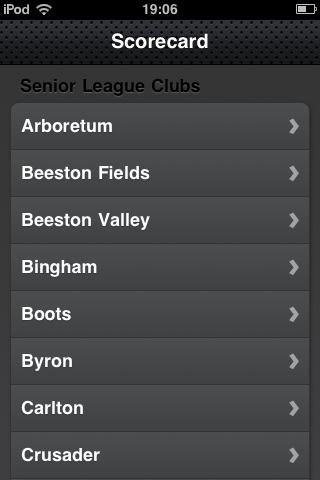 iPod 19:06
Scorecard
Senior League Clubs
Arboretum
Beeston Fields
Beeston Valley
Bingham
Boots
Byron
Carlton
Crusader